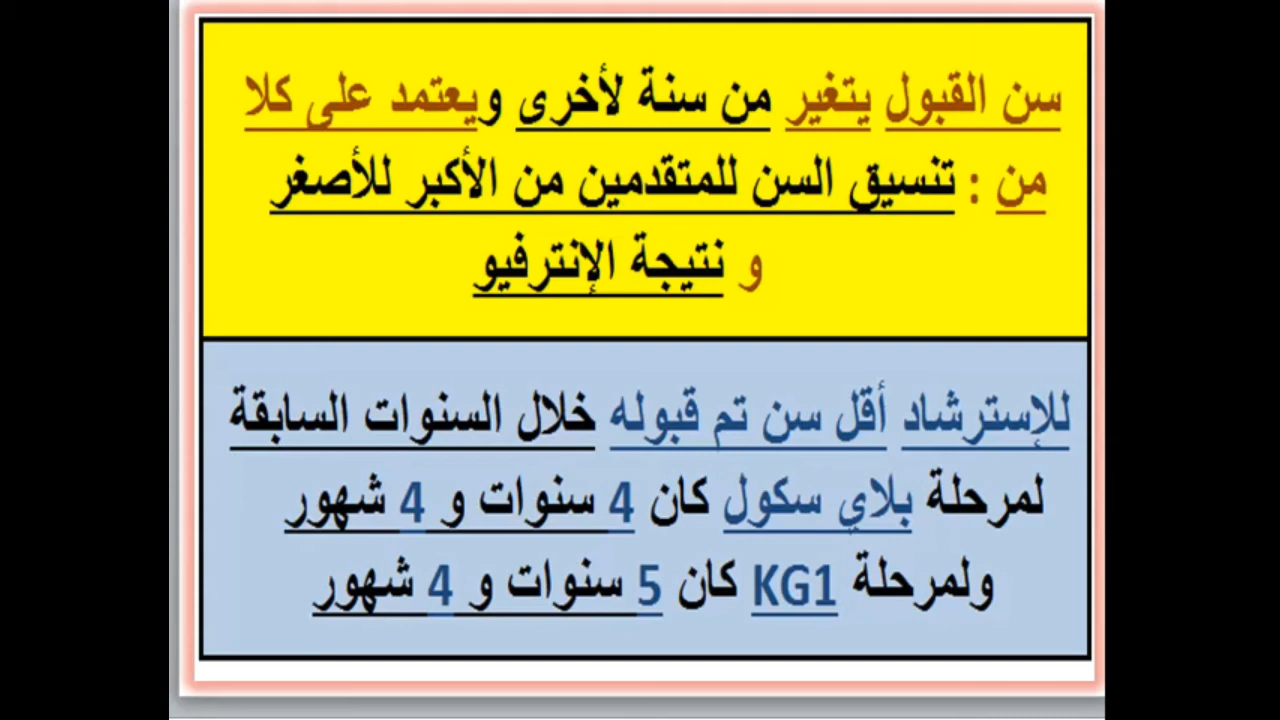 سن القبول يتغير من سنة لأخرى ويعتمد على كلا
من : تنسيق السن للمتقدمين من الأكبر للأصغر
و نتيجة الإنترفيو
للإسترشاد أقل سن تم قبوله خلال السنوات السابقة
لمرحلة بلاي سكول كان 4 سنوات و 4 شهور
ولمرحلة KG1 كان 5 سنوات و 4 شهور